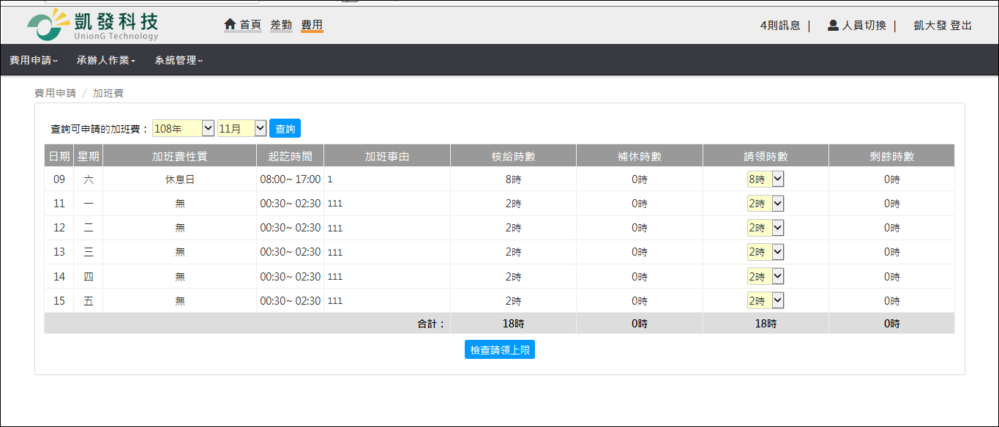 凱發科技
UnionG Technology
首頁 差勤 費用
4則訊息 | 人員切換 | 凱大發 登出
費用申請 承辦人作業 系統管理
費用申請 / 加班費
查詢可申請的加班費： 108年 11月 查詢
日期 星期 加班費性質 起訖時間 加班事由 核給時數 補休時數 請領時數 剩餘時數
09 六 休息日 08:00~ 17:00 1 8時 0時 8時 0時
11 一 無 00:30~ 02:30 111 2時 0時 2時 0時
12 二 無 00:30~ 02:30 111 2時 0時 2時 0時
13 三 無 00:30~ 02:30 111 2時 0時 2時 0時
14 四 無 00:30~ 02:30 111 2時 0時 2時 0時
15 五 無 00:30~ 02:30 111 2時 0時 2時 0時
合計： 18時 0時 18時 0時
檢查請領上限